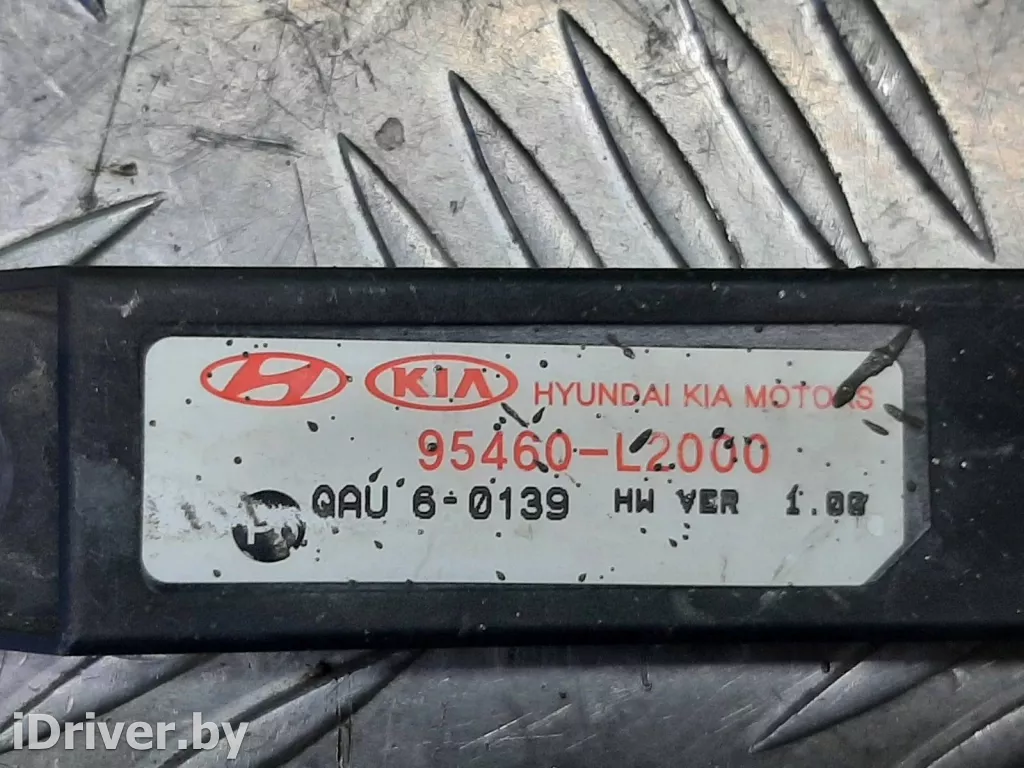 KIA HYUNDAI KIA MOTORS
95460-L2000
QAU 6-0139 HW VER 1.00
iDriver.by